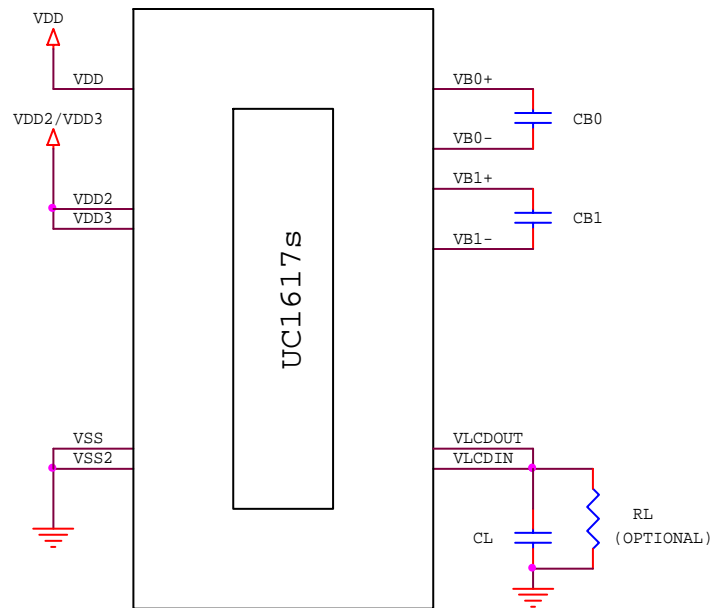 VDD
VDD
VDD2/VDD3
VDD2
VDD3
VSS
VSS2
UC1617s
VB0+
VB0-
CB0
VB1+
VB1-
CB1
VLCDOUT
VLCDIN
CL
RL
(OPTIONAL)